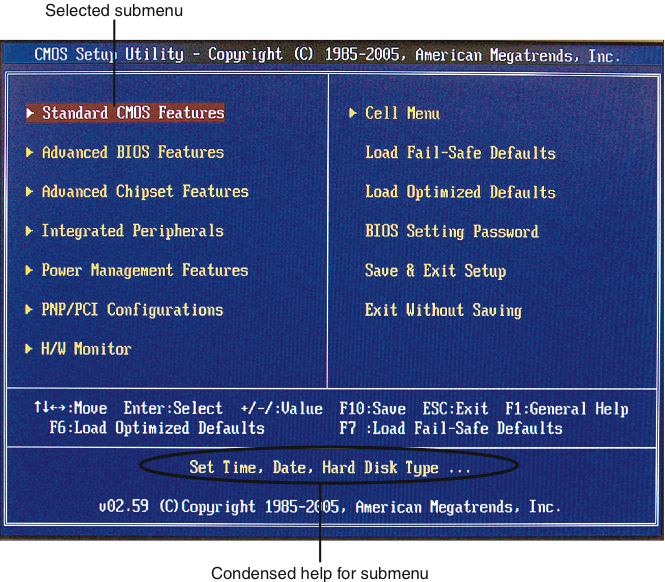 Selected submenu
CMOS Setup Utility - Copyright (C) 1985-2005, American Megatrends, Inc.
Standard CMOS Features
Advanced BIOS Features
Advanced Chipset Features
Integrated Peripherals
Power Management Features
PNP/PCI Configurations
H/W Monitor
Cell Menu
Load Fail-Safe Defaults
Load Optimized Defaults
BIOS Setting Password
Save & Exit Setup
Exit Without Saving
↑↓←→:Move Enter:Select +/-/:Value F10:Save ESC:Exit F1:General Help
F6:Load Optimized Defaults F7 :Load Fail-Safe Defaults
Set Time, Date, Hard Disk Type ...
v02.59 (C)Copyright 1985-2005, American Megatrends, Inc.
Condensed help for submenu